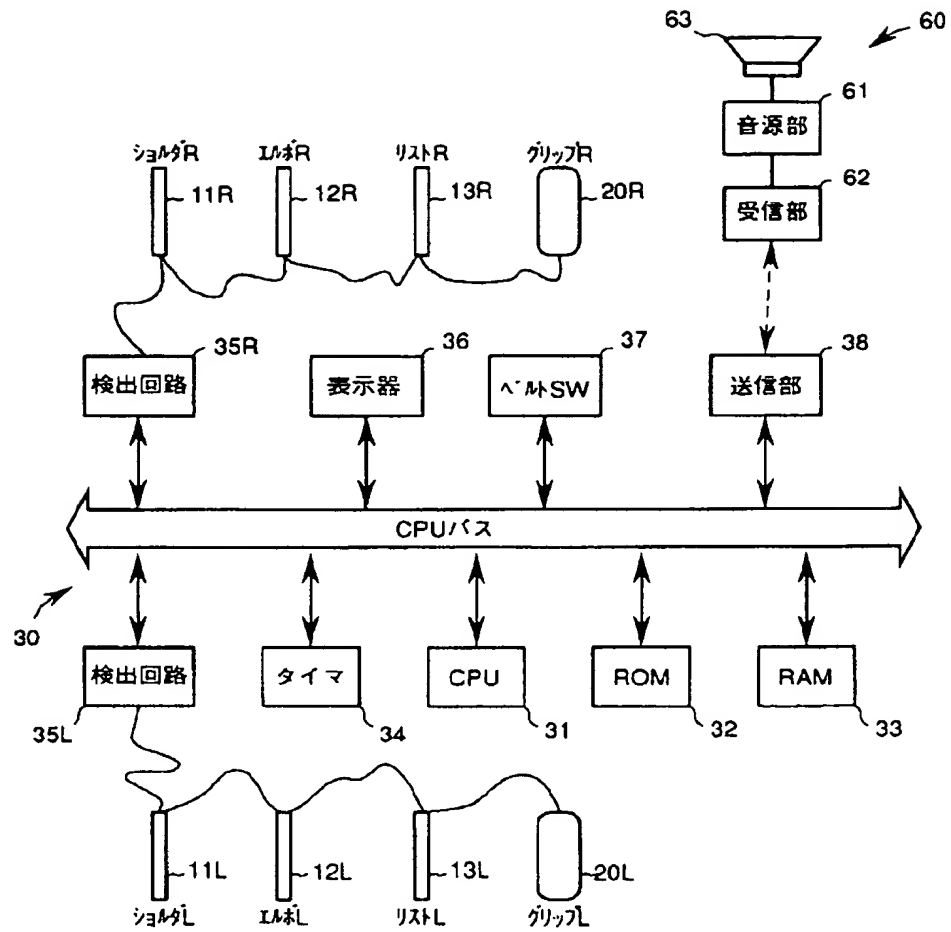 63
60
61
音源部
ショルダR
エルボR
リストR
グリップR
11R
12R
13R
20R
62
受信部
35R
36
37
38
検出回路
表示器
ベルトSW
送信部
CPUバス
30
検出回路
タイマ
CPU
ROM
RAM
35L
34
31
32
33
11L
12L
13L
20L
ショルダL
エルボL
リストL
グリップL